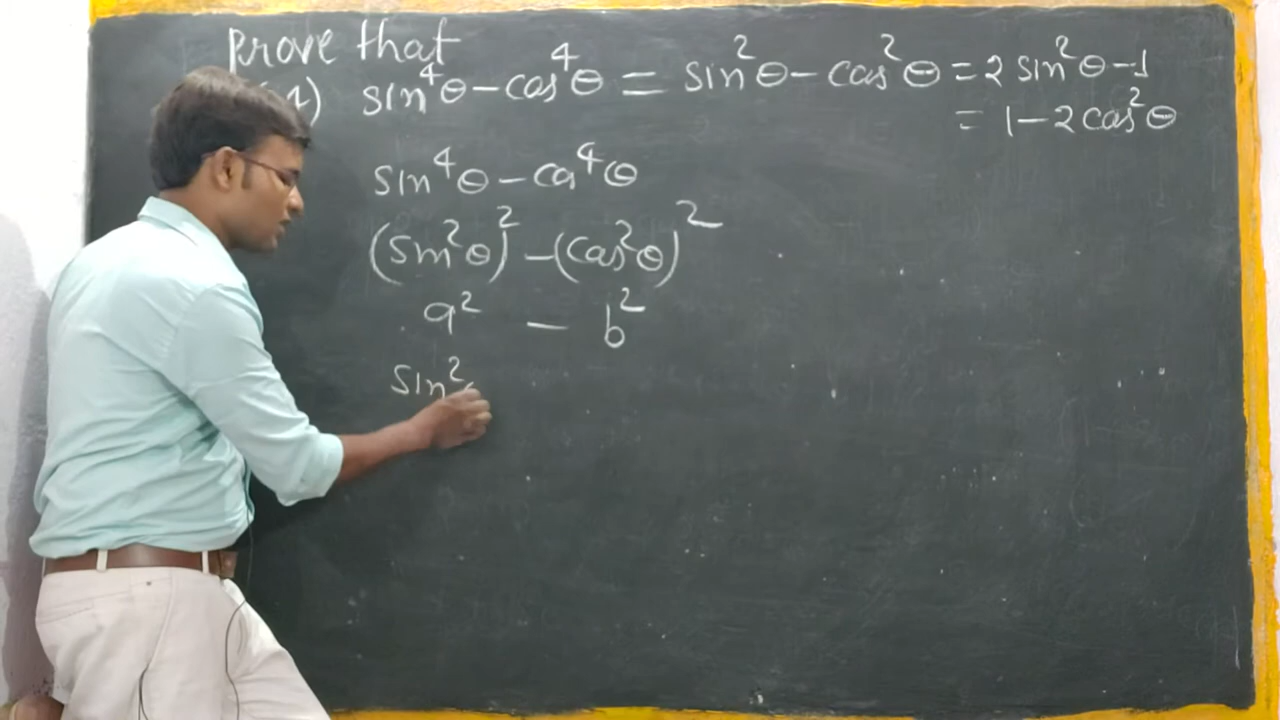 prove that
1) sin⁴θ - cos⁴θ = sin²θ - cos²θ = 2 sin²θ - 1
= 1 - 2 cos²θ
sin⁴θ - cos⁴θ
(sin²θ)² - (cos²θ)²
a² - b²
sin²